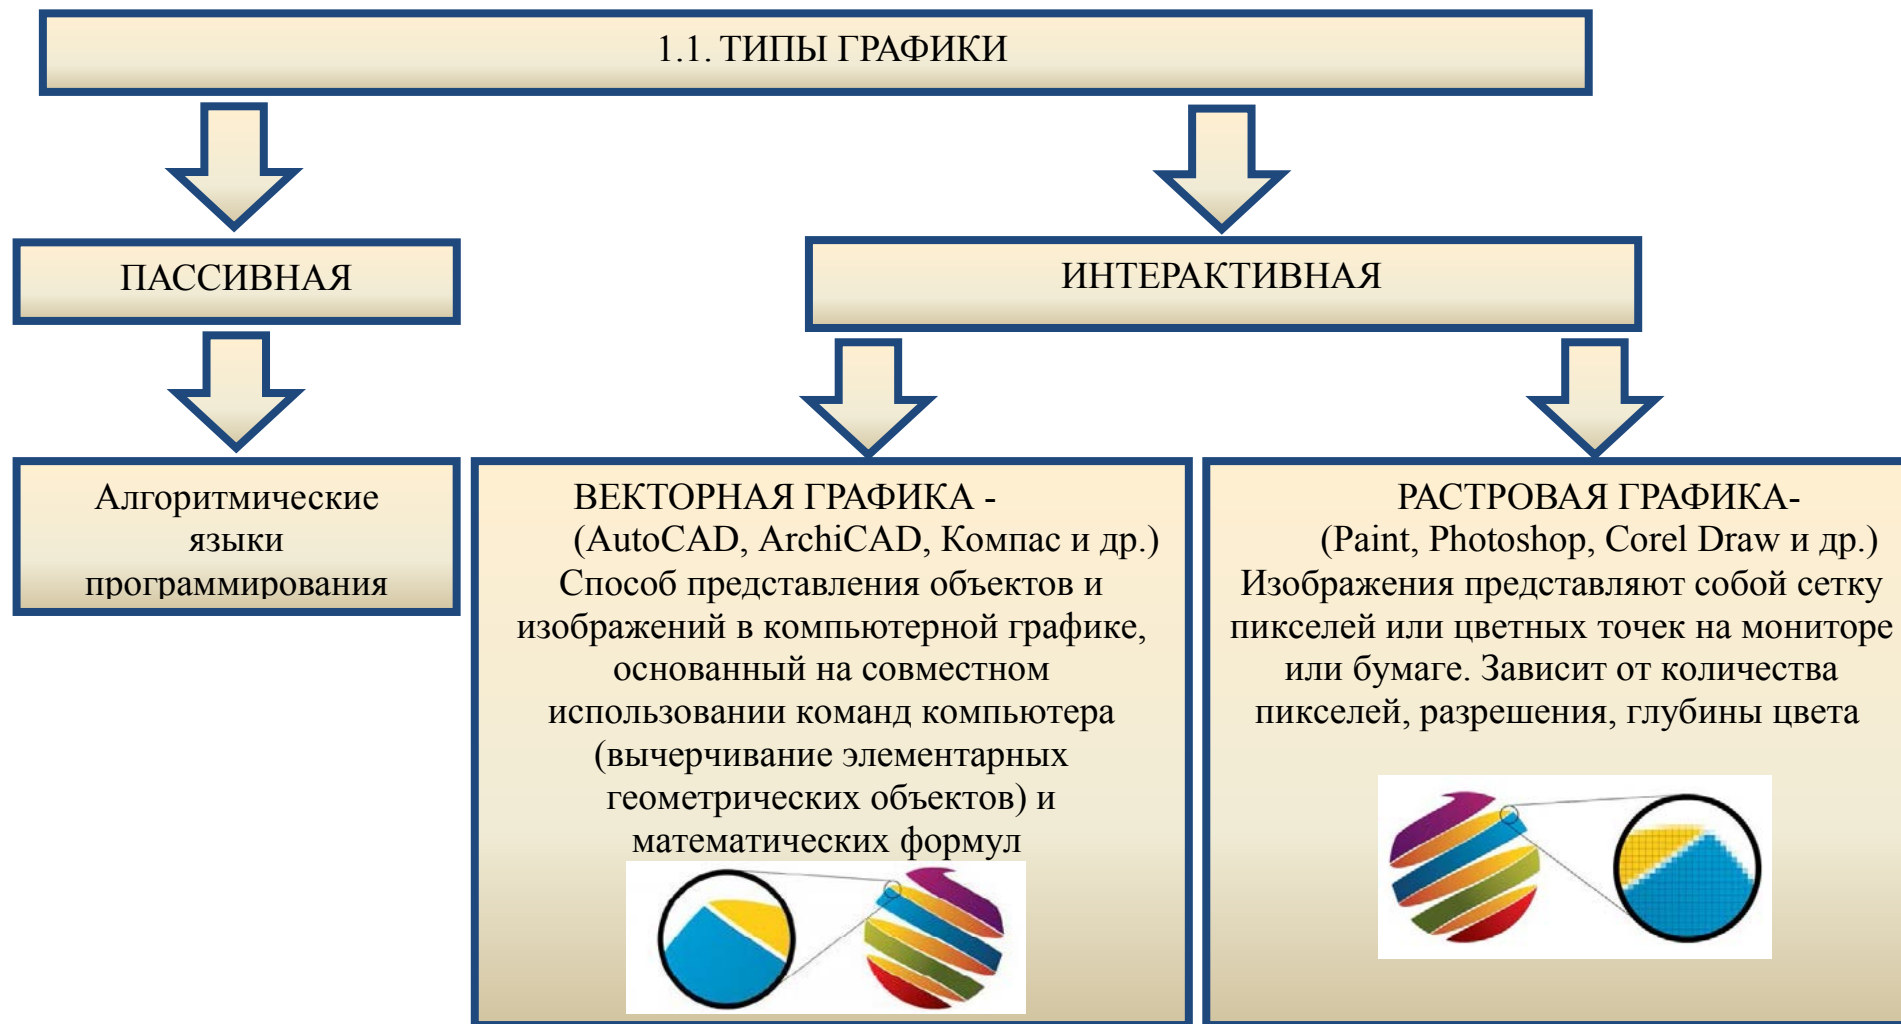 1.1. ТИПЫ ГРАФИКИ
ПАССИВНАЯ
ИНТЕРАКТИВНАЯ
Алгоритмические
языки
программирования
ВЕКТОРНАЯ ГРАФИКА -
(AutoCAD, ArchiCAD, Компас и др.)
Способ представления объектов и
изображений в компьютерной графике,
основанный на совместном
использовании команд компьютера
(вычерчивание элементарных
геометрических объектов) и
математических формул
РАСТРОВАЯ ГРАФИКА-
(Paint, Photoshop, Corel Draw и др.)
Изображения представляют собой сетку
пикселей или цветных точек на мониторе
или бумаге. Зависит от количества
пикселей, разрешения, глубины цвета